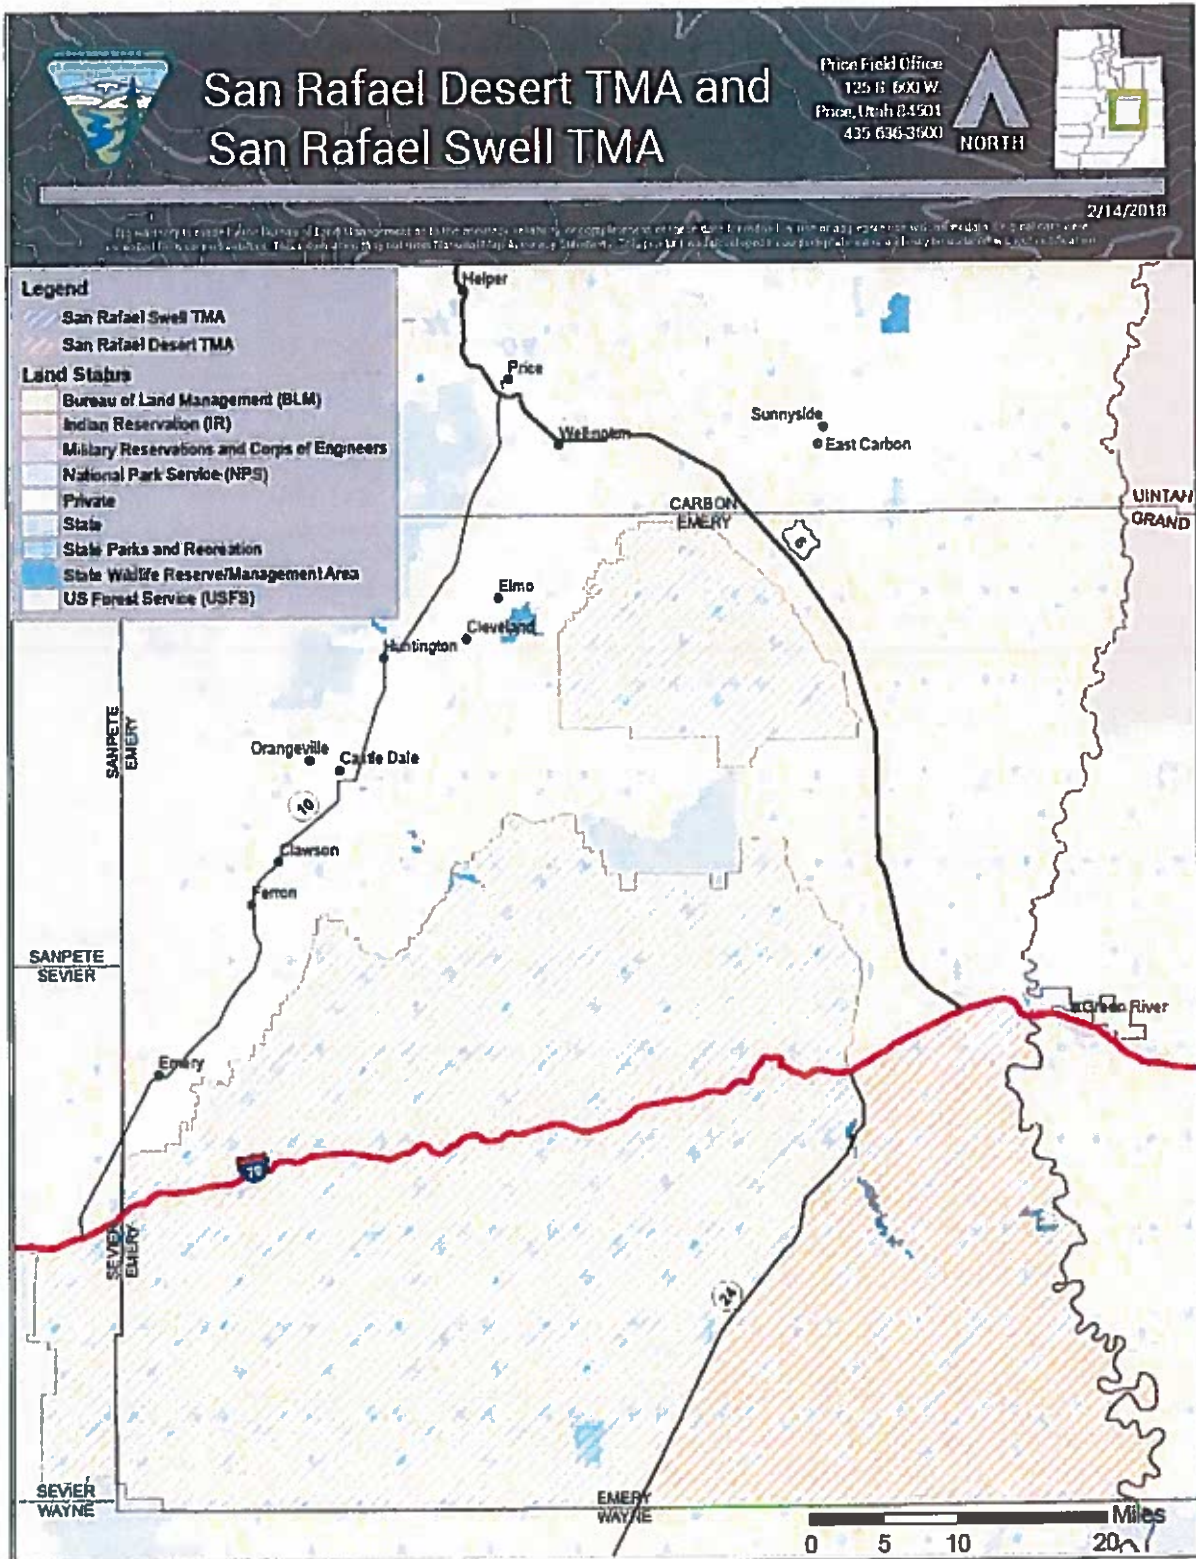 San Rafael Desert TMA and
San Rafael Swell TMA
Price Field Office
125 S. 600 W.
Price, Utah 84501
435 636-3600
NORTH
2/14/2018
Legend
San Rafael Swell TMA
San Rafael Desert TMA
Land Status
Bureau of Land Management (BLM)
Indian Reservation (IR)
Military Reservations and Corps of Engineers
National Park Service (NPS)
Private
State
State Parks and Recreation
State Wildlife Reserve/Management Area
US Forest Service (USFS)
Helper
Price
Wellington
Sunnyside
East Carbon
CARBON
EMERY
6
UINTAH
GRAND
Elmo
Cleveland
Huntington
SANPETE
EMERY
Orangeville
Castle Dale
10
Clawson
Ferron
SANPETE
SEVIER
Green River
Emery
70
SEVIER
EMERY
24
SEVIER
WAYNE
EMERY
WAYNE
Miles
0 5 10 20